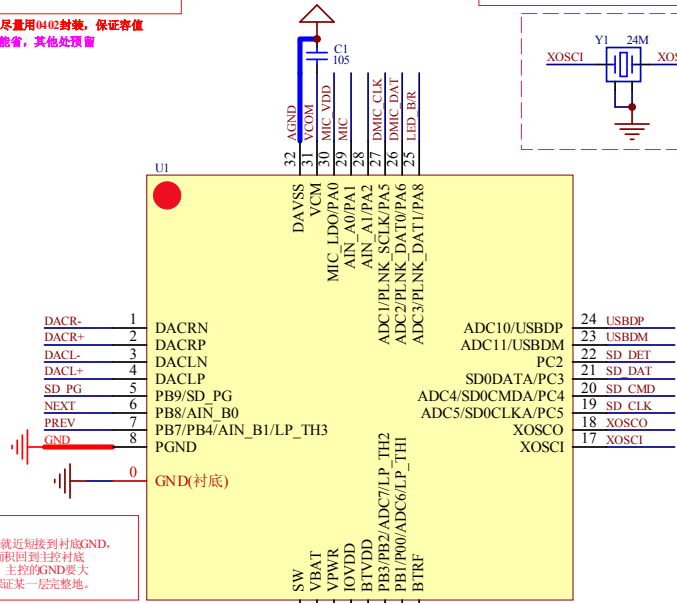 尽量用0402封装，保证容值
能省，其他处预留
C1
105
Y1
24M
XOSCI
XOS
AGND
VCOM
MIC_VDD
MIC
DMIC_CLK
DMIC_DAT
LED_B/R
32
31
30
29
28
27
26
25
U1
DAVSS
VCM
MIC_LDO/PA0
AIN_A0/PA1
AIN_A1/PA2
ADC1/PLNK_SCLK/PA5
ADC2/PLNK_DAT0/PA6
ADC3/PLNK_DAT1/PA8
DACR- 1 DACRN
DACR+ 2 DACRP
DACL- 3 DACLN
DACL+ 4 DACLP
SD_PG 5 PB9/SD_PG
NEXT 6 PB8/AIN_B0
PREV 7 PB7/PB4/AIN_B1/LP_TH3
GND 8 PGND
0 GND(衬底)
ADC10/USBDP 24 USBDP
ADC11/USBDM 23 USBDM
PC2 22 SD_DET
SD0DATA/PC3 21 SD_DAT
ADC4/SD0CMDA/PC4 20 SD_CMD
ADC5/SD0CLKA/PC5 19 SD_CLK
XOSCO 18 XOSCO
XOSCI 17 XOSCI
SW
VBAT
VPWR
IOVDD
BTVDD
PB3/PB2/ADC7/LP_TH2
PB1/P00/ADC6/LP_TH1
BTRF
就近短接到衬底GND，
面积回到主控衬底
主控的GND要大
保证某一层完整地。